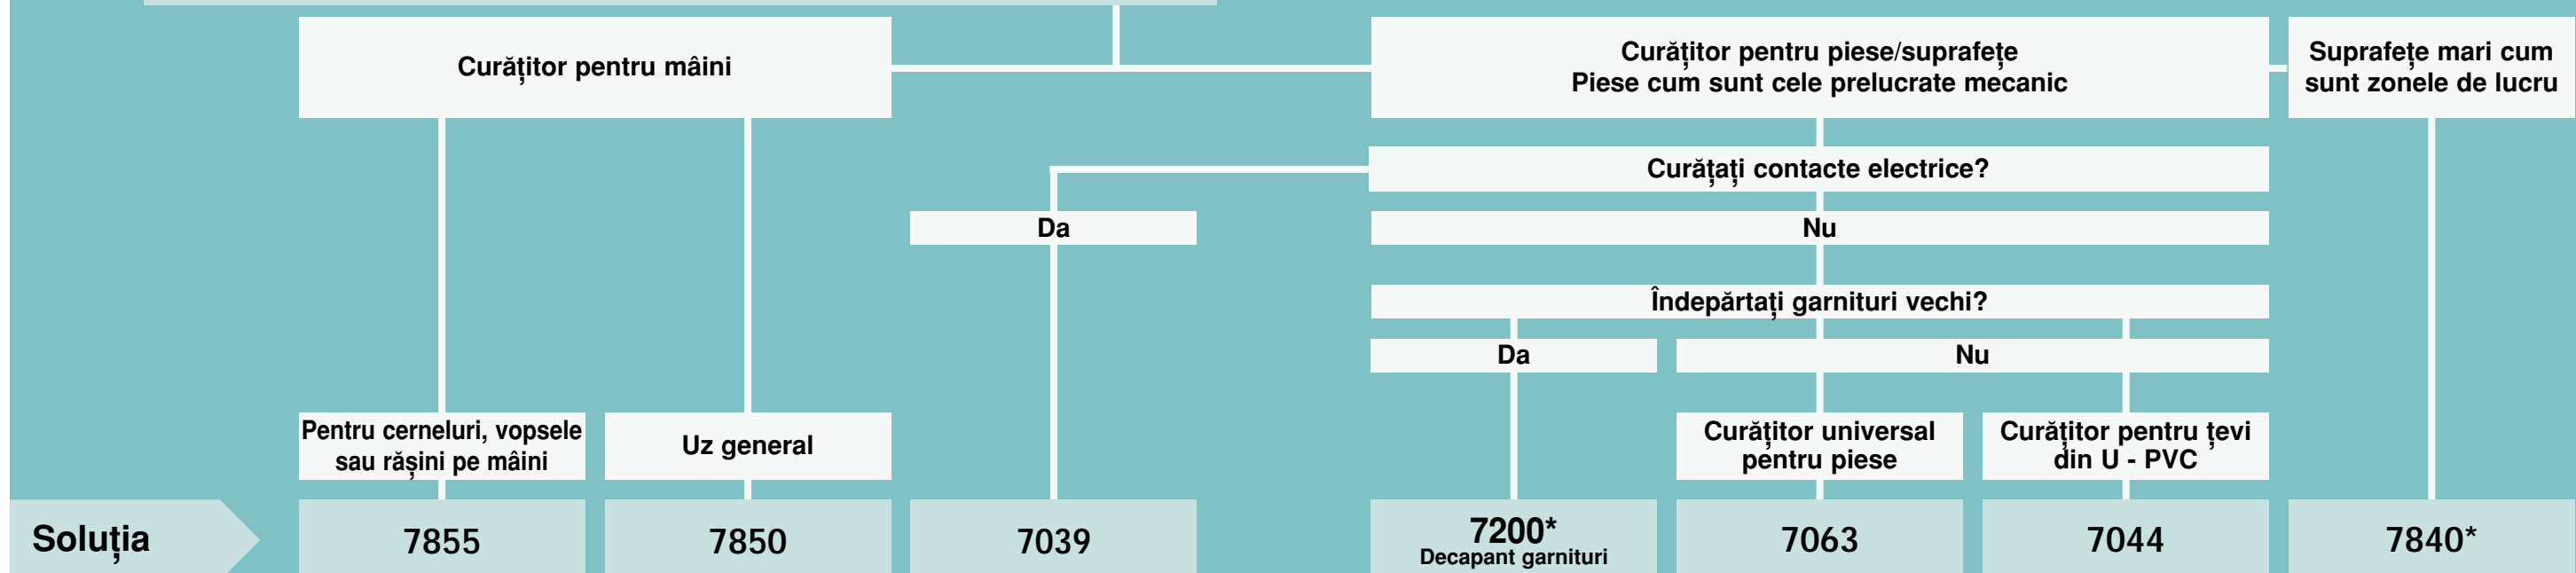 Curățitor pentru mâini
Curățitor pentru piese/suprafețe
Piese cum sunt cele prelucrate mecanic
Suprafețe mari cum
sunt zonele de lucru
Curățați contacte electrice?
Da
Nu
Îndepărtați garnituri vechi?
Da
Nu
Pentru cerneluri, vopsele
sau rășini pe mâini
Uz general
Curățitor universal
pentru piese
Curățitor pentru țevi
din U - PVC
Soluția
7855
7850
7039
7200*
Decapant garnituri
7063
7044
7840*